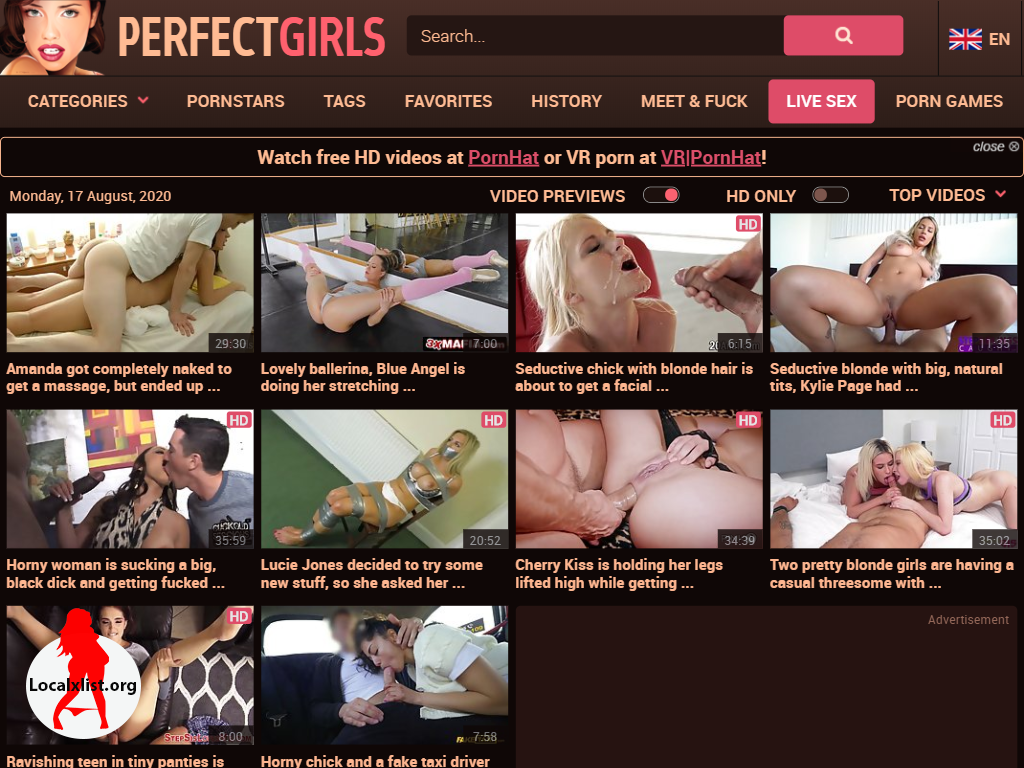 PERFECTGIRLS
Search...
EN
CATEGORIES
PORNSTARS
TAGS
FAVORITES
HISTORY
MEET & FUCK
LIVE SEX
PORN GAMES
close
Watch free HD videos at PornHat or VR porn at VR|PornHat!
Monday, 17 August, 2020
VIDEO PREVIEWS
HD ONLY
TOP VIDEOS
29:30
7:00
HD
6:15
11:35
Amanda got completely naked to
get a massage, but ended up ...
Lovely ballerina, Blue Angel is
doing her stretching ...
Seductive chick with blonde hair is
about to get a facial ...
Seductive blonde with big, natural
tits, Kylie Page had ...
HD
35:59
HD
20:52
HD
34:39
HD
35:02
Horny woman is sucking a big,
black dick and getting fucked ...
Lucie Jones decided to try some
new stuff, so she asked her ...
Cherry Kiss is holding her legs
lifted high while getting ...
Two pretty blonde girls are having a
casual threesome with ...
HD
Localxlist.org
8:00
7:58
Advertisement
Ravishing teen in tiny panties is
Horny chick and a fake taxi driver